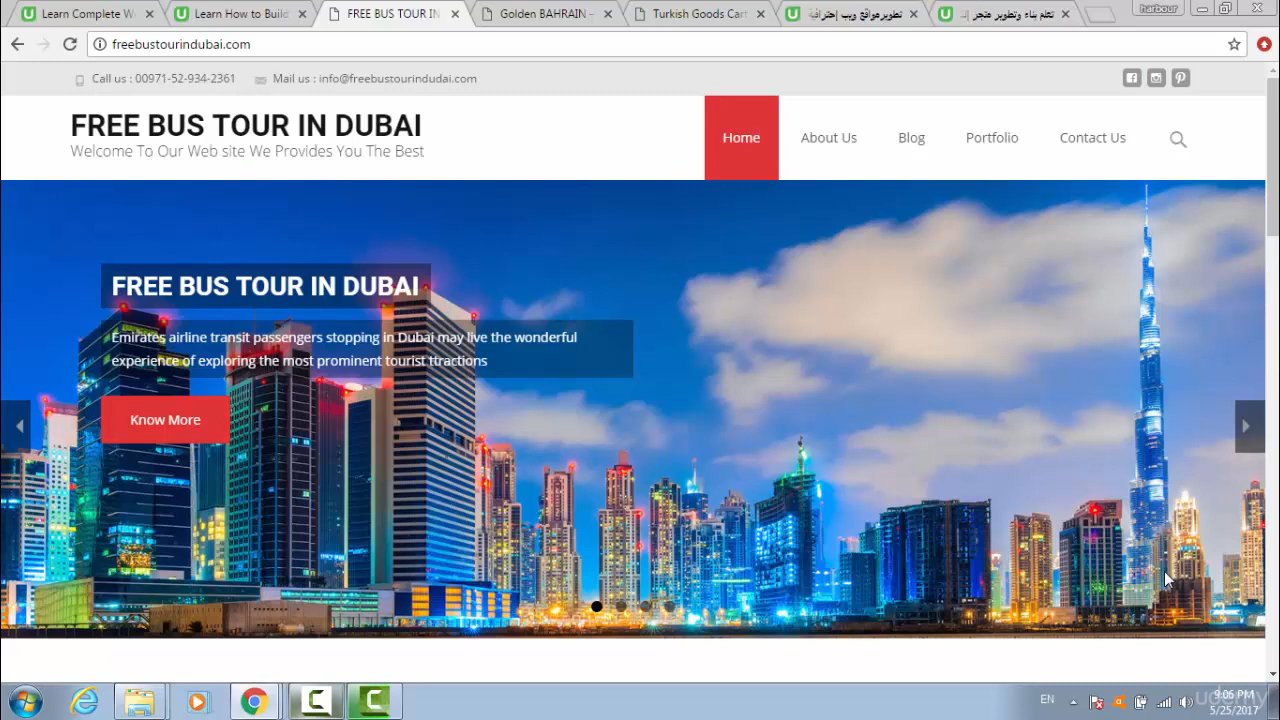 Learn Complete W
Learn How to Build
FREE BUS TOUR IN
Golden BAHRAIN –
Turkish Goods Cart
تطويرمواقع ويب إحترافية
تعلم بناء وتطوير متجر إل
harbour
freebustourindubai.com
Call us : 00971-52-934-2361
Mail us : info@freebustourindudai.com
FREE BUS TOUR IN DUBAI
Welcome To Our Web site We Provides You The Best
Home
About Us
Blog
Portfolio
Contact Us
FREE BUS TOUR IN DUBAI
Emirates airline transit passengers stopping in Dubai may live the wonderful
experience of exploring the most prominent tourist ttractions
Know More
EN
9:06 PM
5/25/2017
udemy